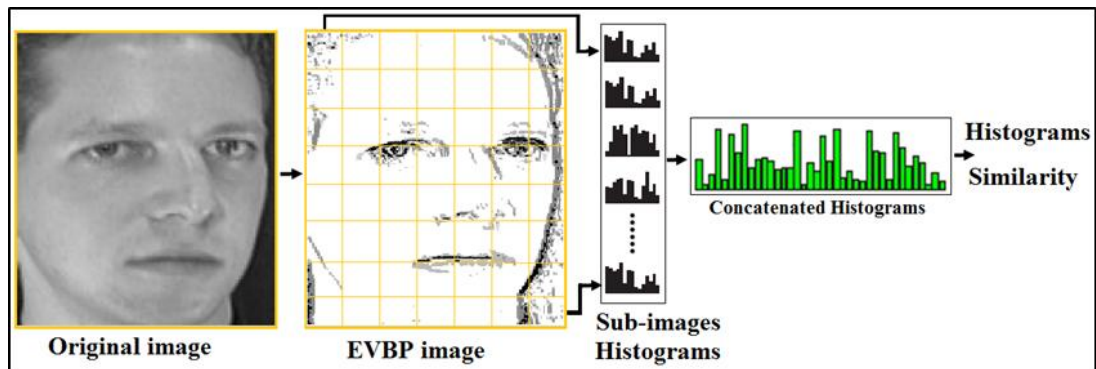 Original image
EVBP image
Sub-images
Histograms
Concatenated Histograms
Histograms
Similarity